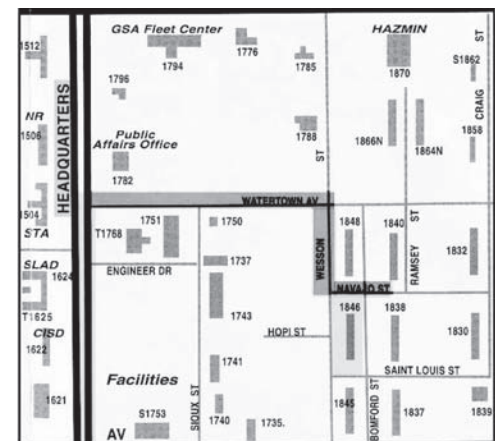 1512
GSA Fleet Center
1794
1776
1785
HAZMIN
1870
ST
S1862
CRAIG
1796
NR
1506
HEADQUARTERS
Public
Affairs Office
1782
1788
ST
1866N
1864N
1858
1504
STA
WATERTOWN AV
T1768
1751
1750
WESSON
1848
1840
ST
RAMSEY
1832
SLAD
1624
ENGINEER DR
1737
NAVAJO ST
T1625
CISD
1622
1743
HOPI ST
1846
1838
1830
SAINT LOUIS ST
1621
Facilities
S1753
AV
SIOUX ST
1741
1740
1735.
1845
BOMFORD ST
1837
1839